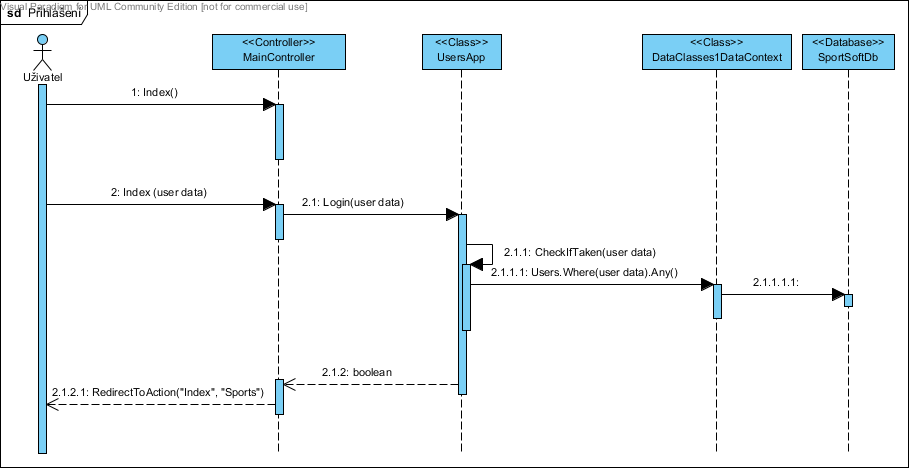 Visual Paradigm for UML Community Edition [not for commercial use]
sd Přihlášení
<<Controller>>
MainController
<<Class>>
UsersApp
<<Class>>
DataClasses1DataContext
<<Database>>
SportSoftDb
Uživatel
1: Index()
2: Index (user data)
2.1: Login(user data)
2.1.1: CheckIfTaken(user data)
2.1.1.1: Users.Where(user data).Any()
2.1.1.1.1:
2.1.2: boolean
2.1.2.1: RedirectToAction("Index", "Sports")